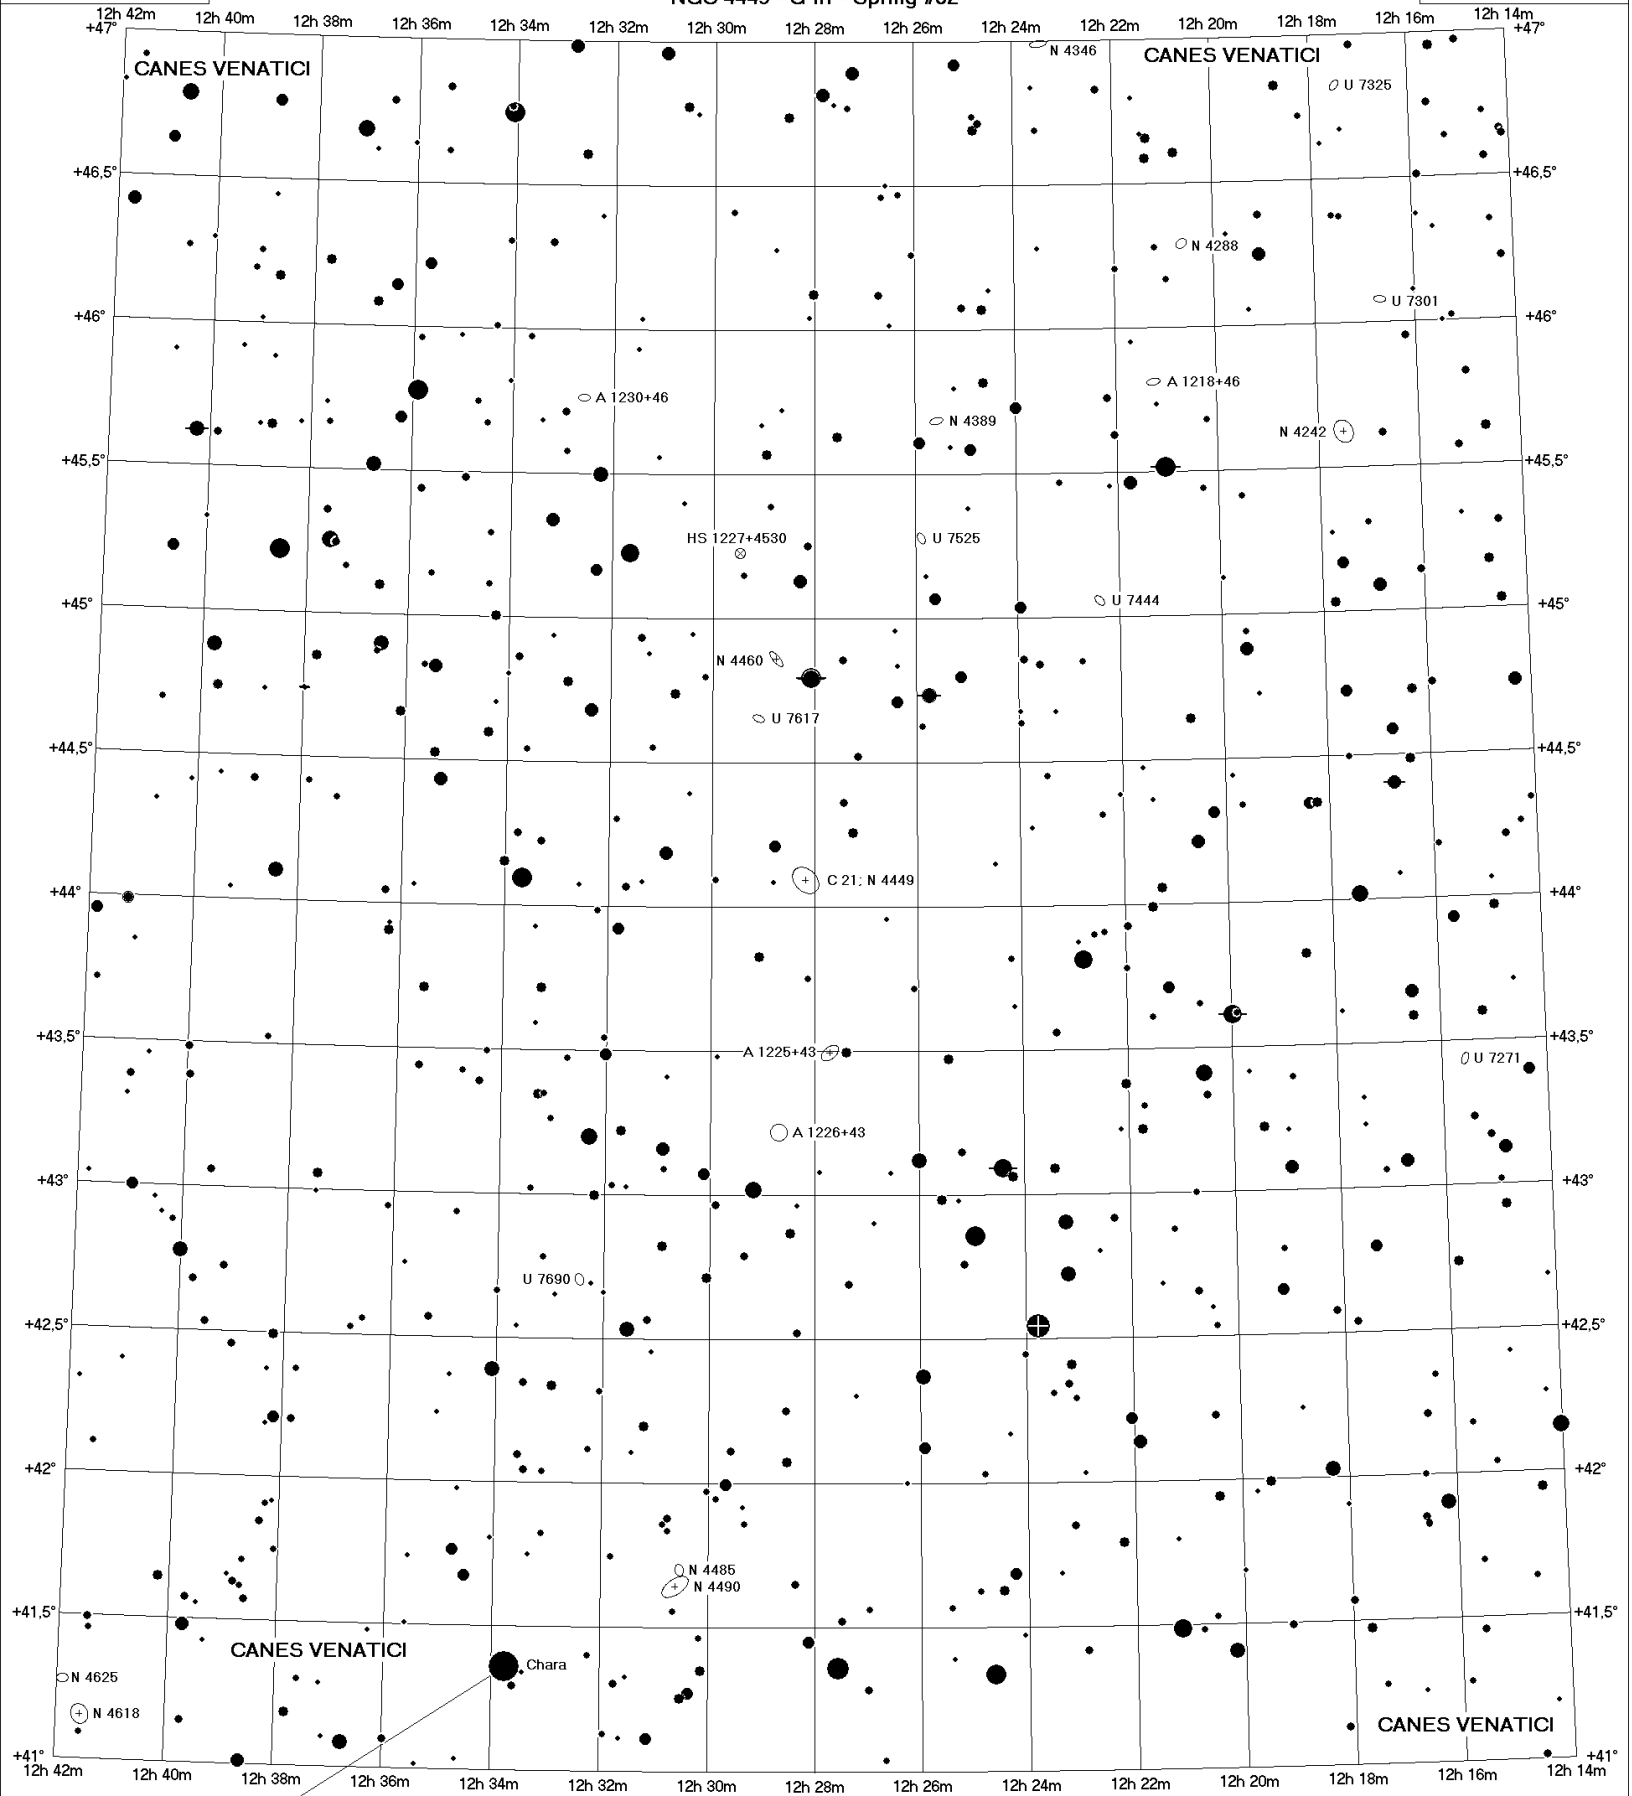 NGC 4449 - G Irr - Spring #62
12h 42m 12h 40m 12h 38m 12h 36m 12h 34m 12h 32m 12h 30m 12h 28m 12h 26m 12h 24m 12h 22m 12h 20m 12h 18m 12h 16m 12h 14m
+47° +47°
N 4346
CANES VENATICI CANES VENATICI
U 7325
+46,5° +46,5°
N 4288
U 7301
+46° +46°
A 1218+46
A 1230+46
N 4389
N 4242
+45,5° +45,5°
HS 1227+4530 U 7525
U 7444
+45° +45°
N 4460
U 7617
+44,5° +44,5°
C 21; N 4449
+44° +44°
+43,5° +43,5°
A 1225+43
U 7271
A 1226+43
+43° +43°
U 7690
+42,5° +42,5°
+42° +42°
N 4485
N 4490
+41,5° +41,5°
CANES VENATICI
Chara
N 4625
N 4618
CANES VENATICI
+41° +41°
12h 42m 12h 40m 12h 38m 12h 36m 12h 34m 12h 32m 12h 30m 12h 28m 12h 26m 12h 24m 12h 22m 12h 20m 12h 18m 12h 16m 12h 14m